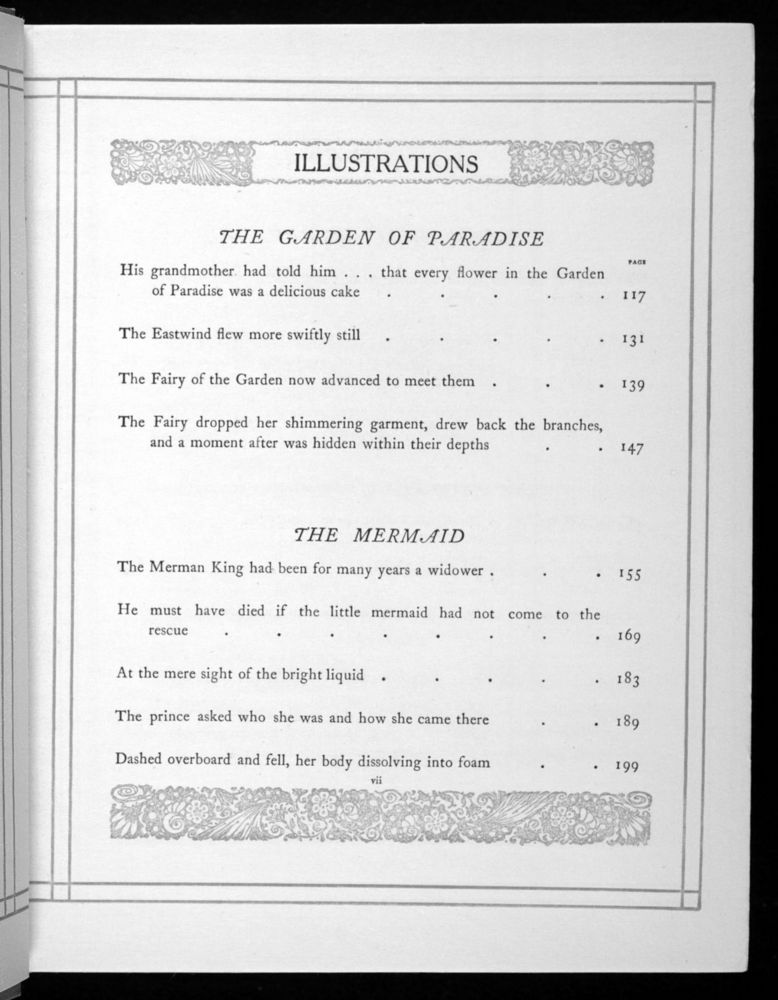 ILLUSTRATIONS
THE GARDEN OF PARADISE
PAGE
His grandmother had told him . . . that every flower in the Garden
of Paradise was a delicious cake . . . . . 117
The Eastwind flew more swiftly still . . . . . 131
The Fairy of the Garden now advanced to meet them . . . 139
The Fairy dropped her shimmering garment, drew back the branches,
and a moment after was hidden within their depths . . 147
THE MERMAID
The Merman King had been for many years a widower . . . 155
He must have died if the little mermaid had not come to the
rescue . . . . . . . . 169
At the mere sight of the bright liquid . . . . . 183
The prince asked who she was and how she came there . . 189
Dashed overboard and fell, her body dissolving into foam . . 199
vii